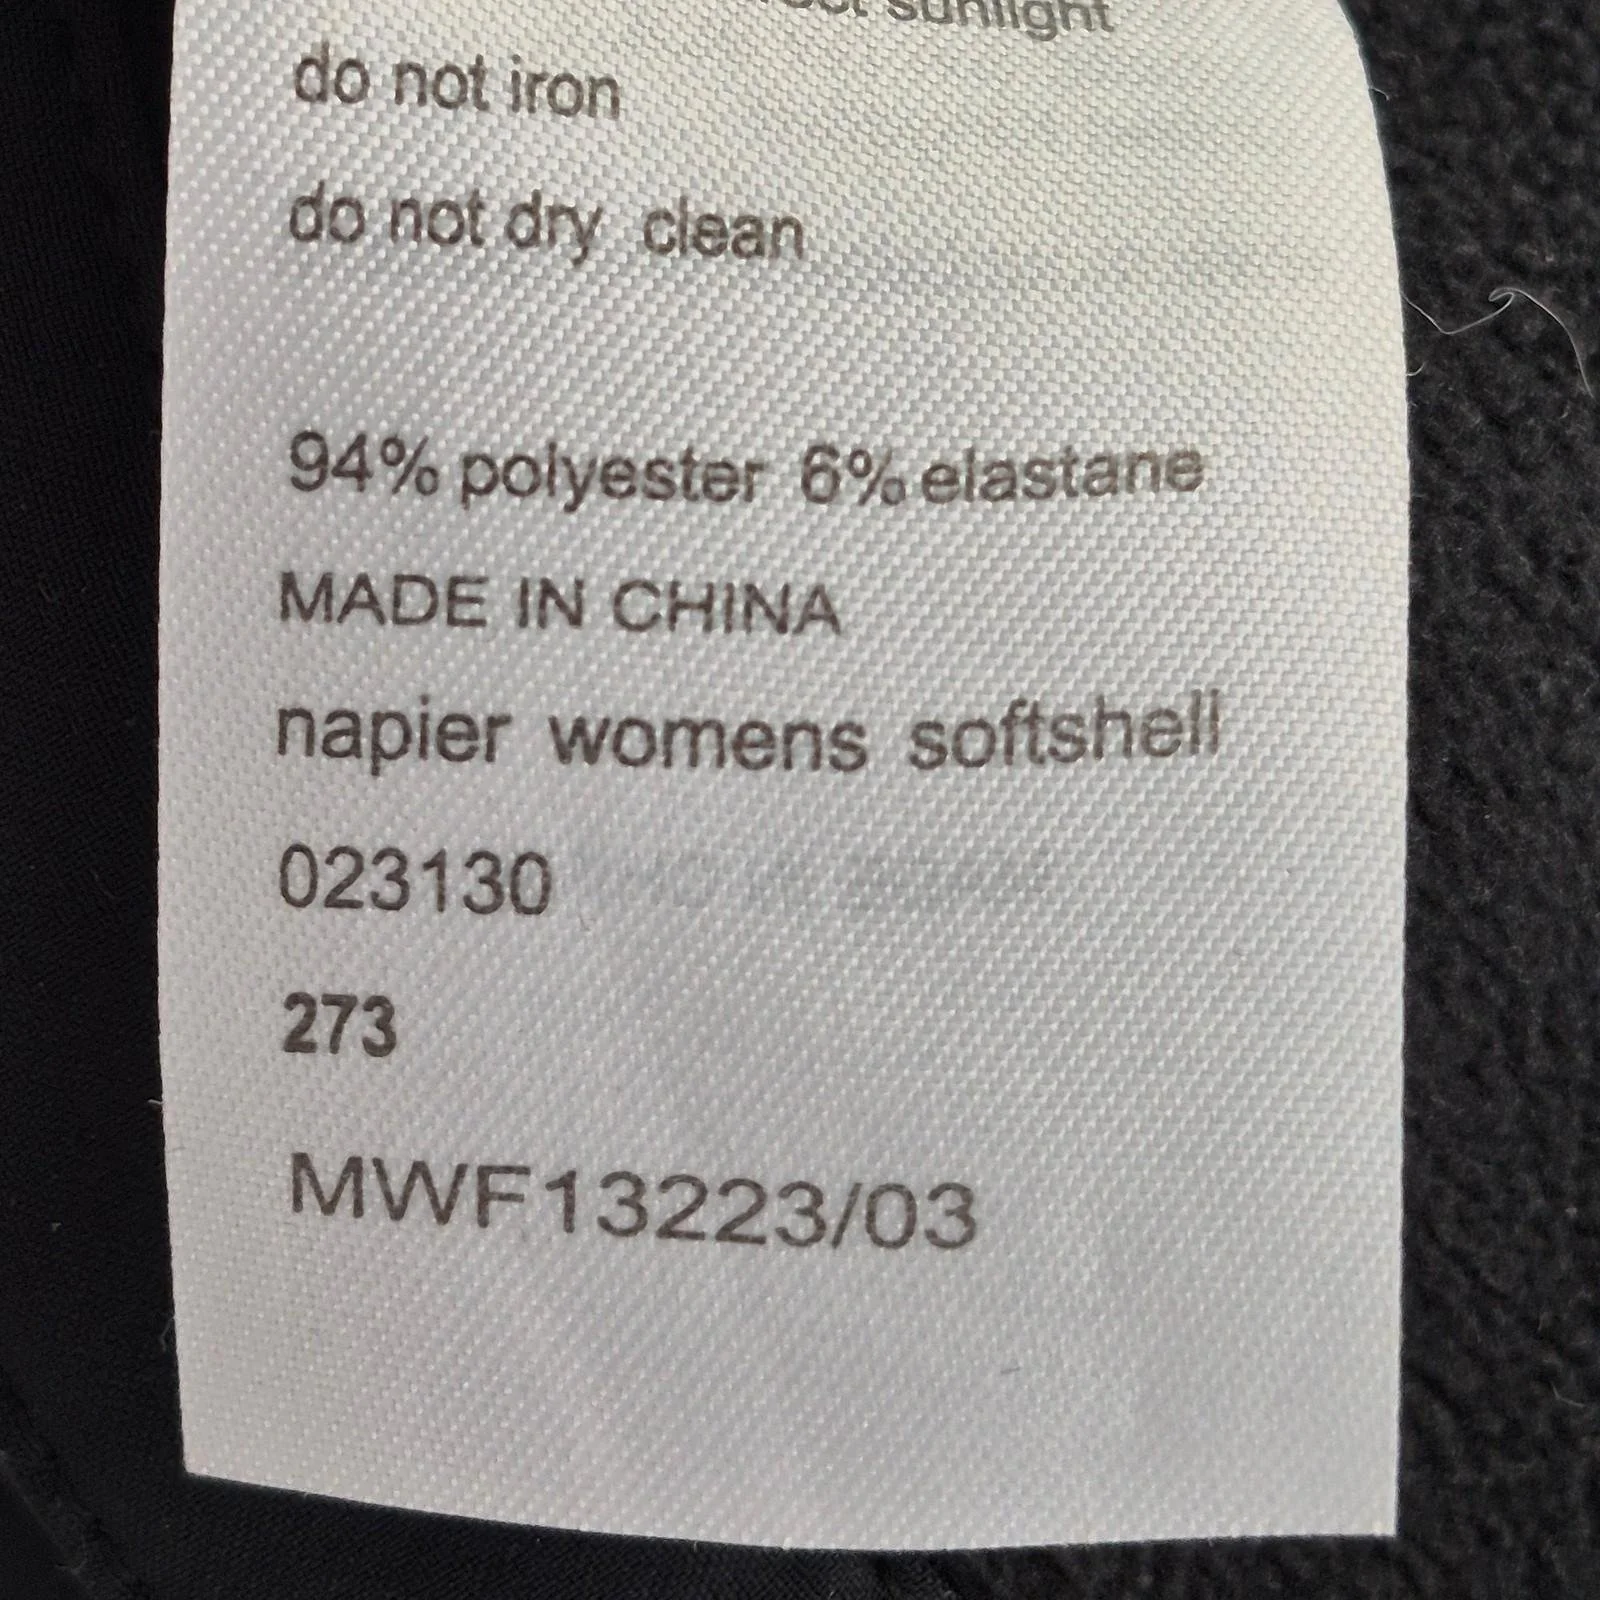 sunlight
do not iron
do not dry clean
94% polyester 6% elastane
MADE IN CHINA
napier womens softshell
023130
273
MWF13223/03